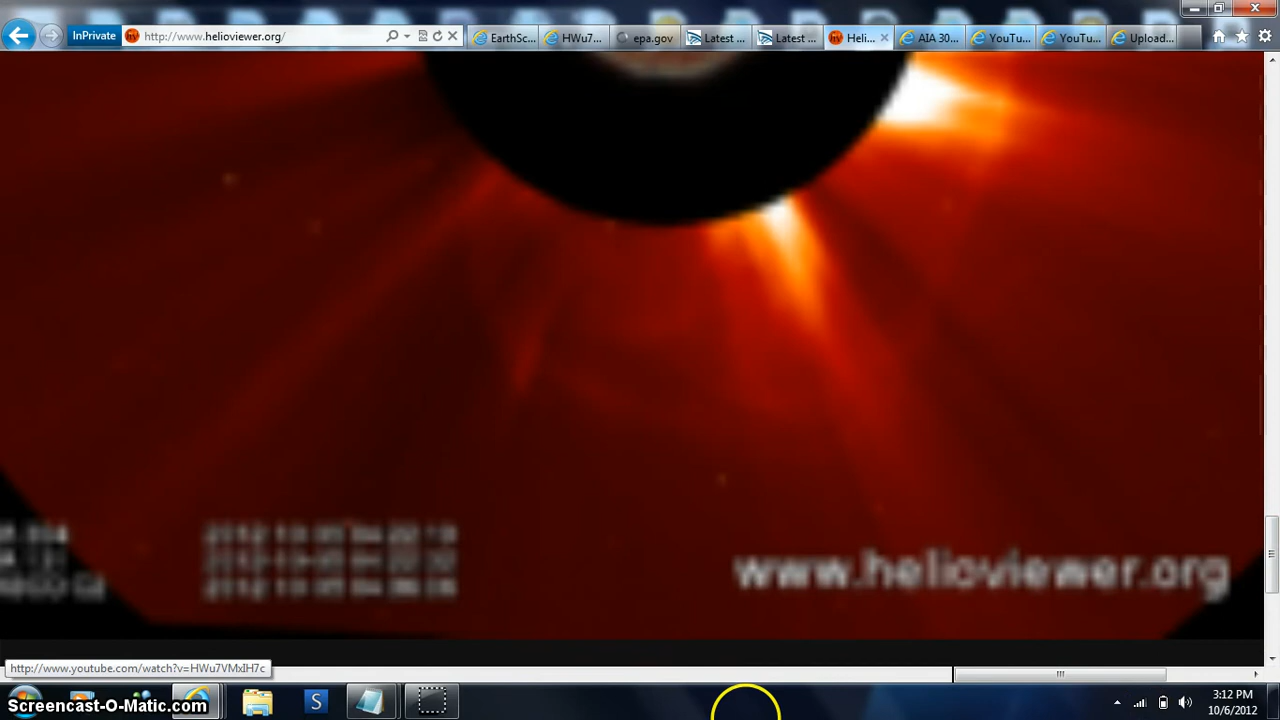 InPrivate
http://www.helioviewer.org/
EarthSc...
HWu7...
epa.gov
Latest ...
Latest ...
Heli...
AIA 30...
YouTu...
YouTu...
Upload...
www.helioviewer.org
http://www.youtube.com/watch?v=HWu7VMxIH7c
Screencast-O-Matic.com
S
3:12 PM
10/6/2012